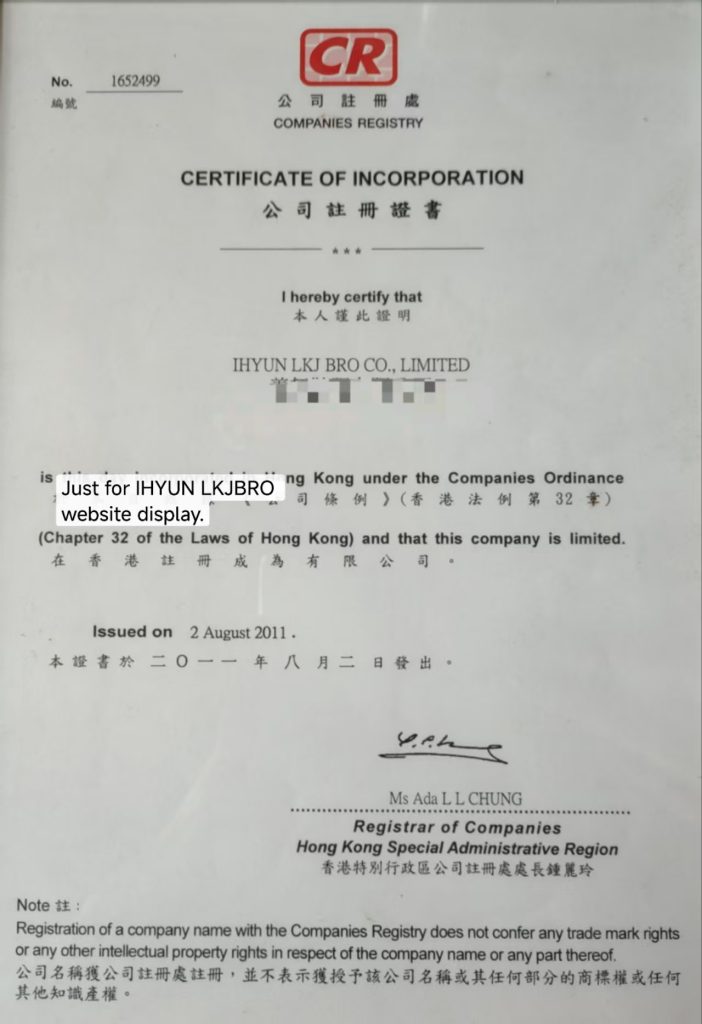 CR
No. 1652499
編號
公司註冊處
COMPANIES REGISTRY
CERTIFICATE OF INCORPORATION
公司註冊證書
***
I hereby certify that
本人謹此證明
IHYUN LKJ BRO CO., LIMITED
is Hong Kong under the Companies Ordinance
Just for IHYUN LKJBRO
website display.
《公司條例》(香港法例第32章)
(Chapter 32 of the Laws of Hong Kong) and that this company is limited.
在香港註冊成為有限公司。
Issued on 2 August 2011.
本證書於二O一一年八月二日發出。
Ms Ada L L CHUNG
Registrar of Companies
Hong Kong Special Administrative Region
香港特別行政區公司註冊處處長鍾麗玲
Note 註:
Registration of a company name with the Companies Registry does not confer any trade mark rights
or any other intellectual property rights in respect of the company name or any part thereof.
公司名稱獲公司註冊處註冊,並不表示獲授予該公司名稱或其任何部分的商標權或任何
其他知識產權。